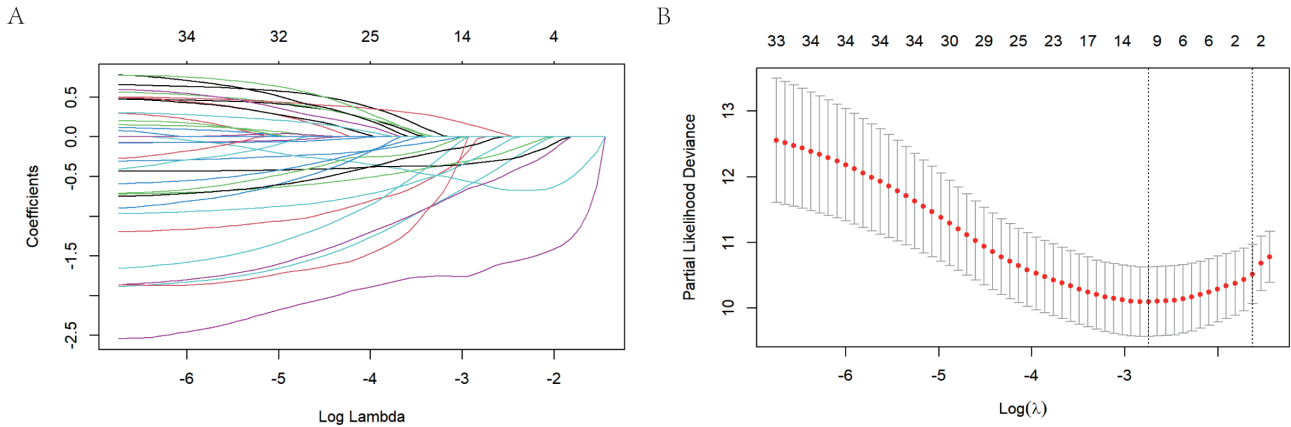 A
34 32 25 14 4
0.5
0.0
-0.5
-1.5
-2.5
Coefficients
-6 -5 -4 -3 -2
Log Lambda
B
33 34 34 34 34 30 29 25 23 17 14 9 6 6 2 2
13
12
11
10
Partial Likelihood Deviance
-6 -5 -4 -3
Log(λ)